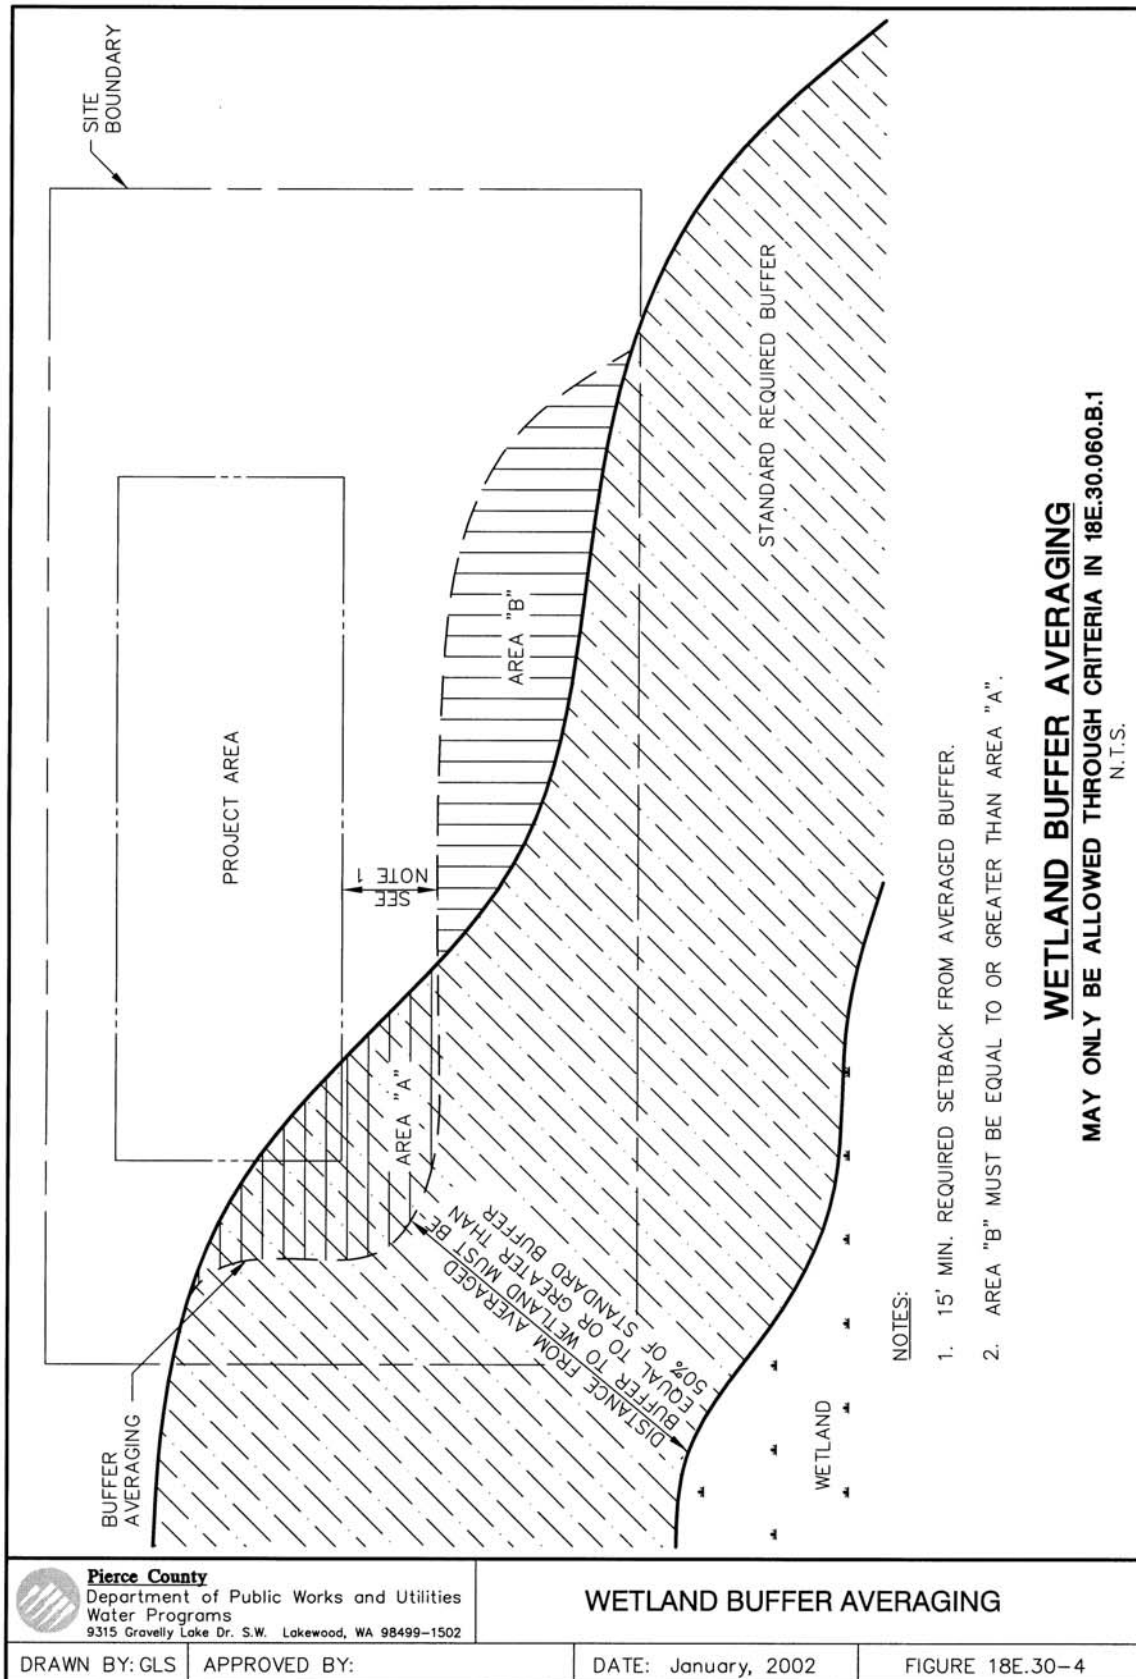 SITE
BOUNDARY
PROJECT AREA
SEE
NOTE 1
AREA "B"
AREA "A"
STANDARD REQUIRED BUFFER
BUFFER
AVERAGING
DISTANCE FROM AVERAGED
BUFFER TO WETLAND MUST BE
EQUAL TO OR GREATER THAN
50% OF STANDARD BUFFER
WETLAND
NOTES:
1. 15' MIN. REQUIRED SETBACK FROM AVERAGED BUFFER.
2. AREA "B" MUST BE EQUAL TO OR GREATER THAN AREA "A".
WETLAND BUFFER AVERAGING
MAY ONLY BE ALLOWED THROUGH CRITERIA IN 18E.30.060.B.1
N.T.S.
Pierce County
Department of Public Works and Utilities
Water Programs
9315 Gravelly Lake Dr. S.W. Lakewood, WA 98499-1502
WETLAND BUFFER AVERAGING
DRAWN BY: GLS
APPROVED BY:
DATE: January, 2002
FIGURE 18E.30-4